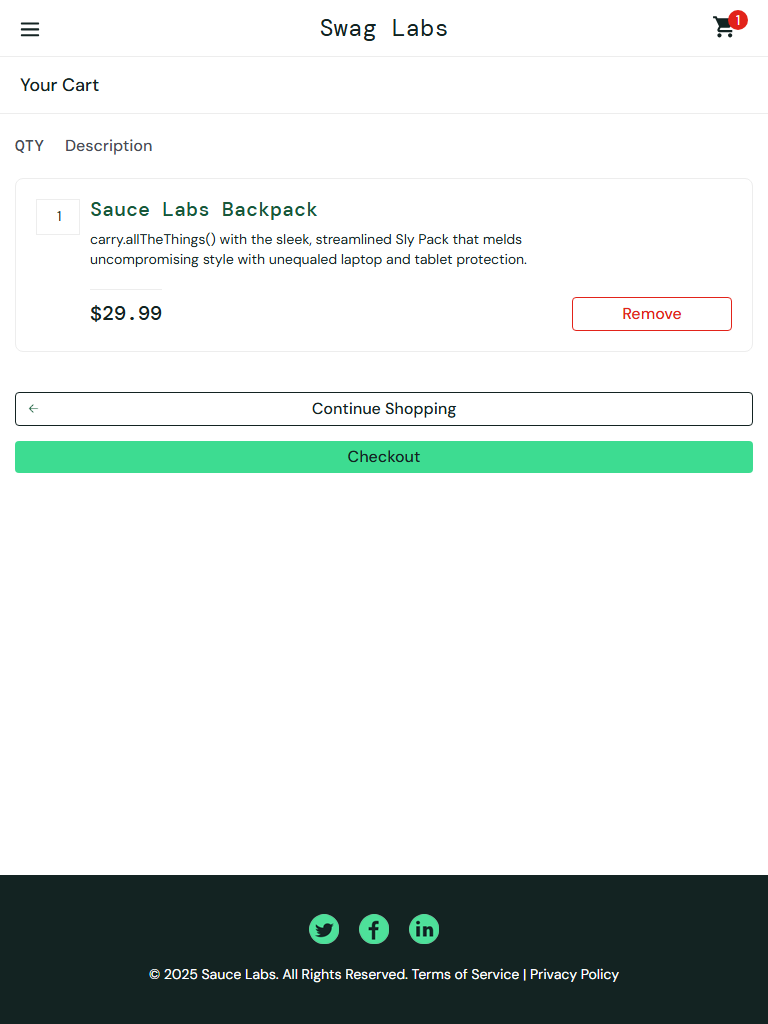 Swag Labs
1
Your Cart
QTY Description
1
Sauce Labs Backpack
carry.allTheThings() with the sleek, streamlined Sly Pack that melds
uncompromising style with unequaled laptop and tablet protection.
$29.99
Remove
Continue Shopping
Checkout
© 2025 Sauce Labs. All Rights Reserved. Terms of Service | Privacy Policy